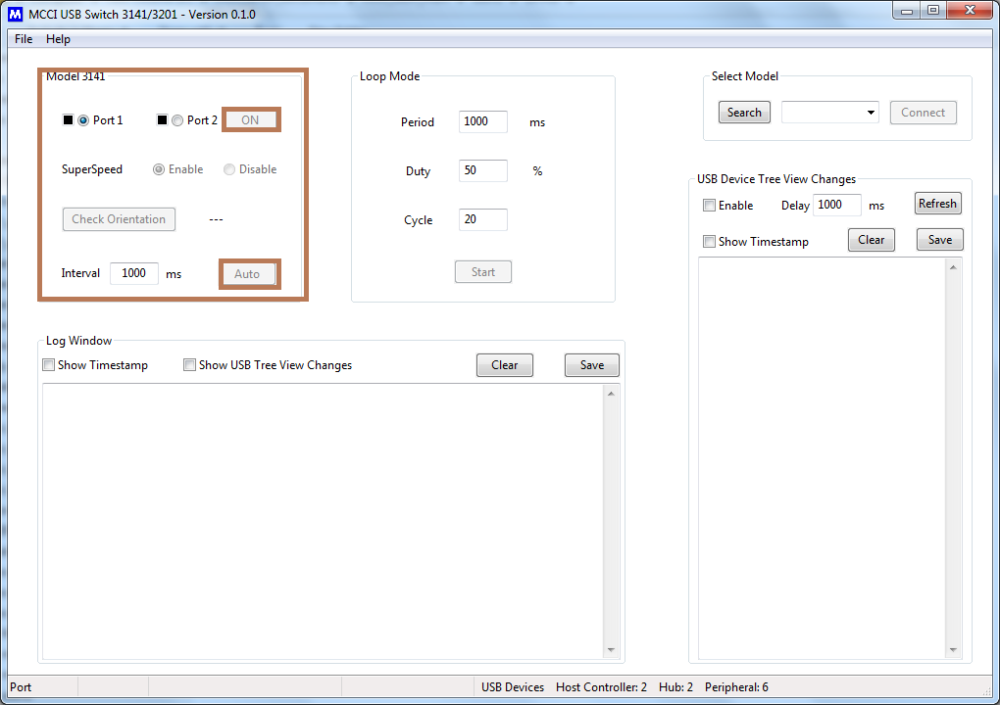 MCCI USB Switch 3141/3201 - Version 0.1.0
File Help
Model 3141
Port 1 Port 2 ON
SuperSpeed Enable Disable
Check Orientation ---
Interval 1000 ms Auto
Loop Mode
Period 1000 ms
Duty 50 %
Cycle 20
Start
Select Model
Search Connect
USB Device Tree View Changes
Enable Delay 1000 ms Refresh
Show Timestamp Clear Save
Log Window
Show Timestamp Show USB Tree View Changes Clear Save
Port USB Devices Host Controller: 2 Hub: 2 Peripheral: 6